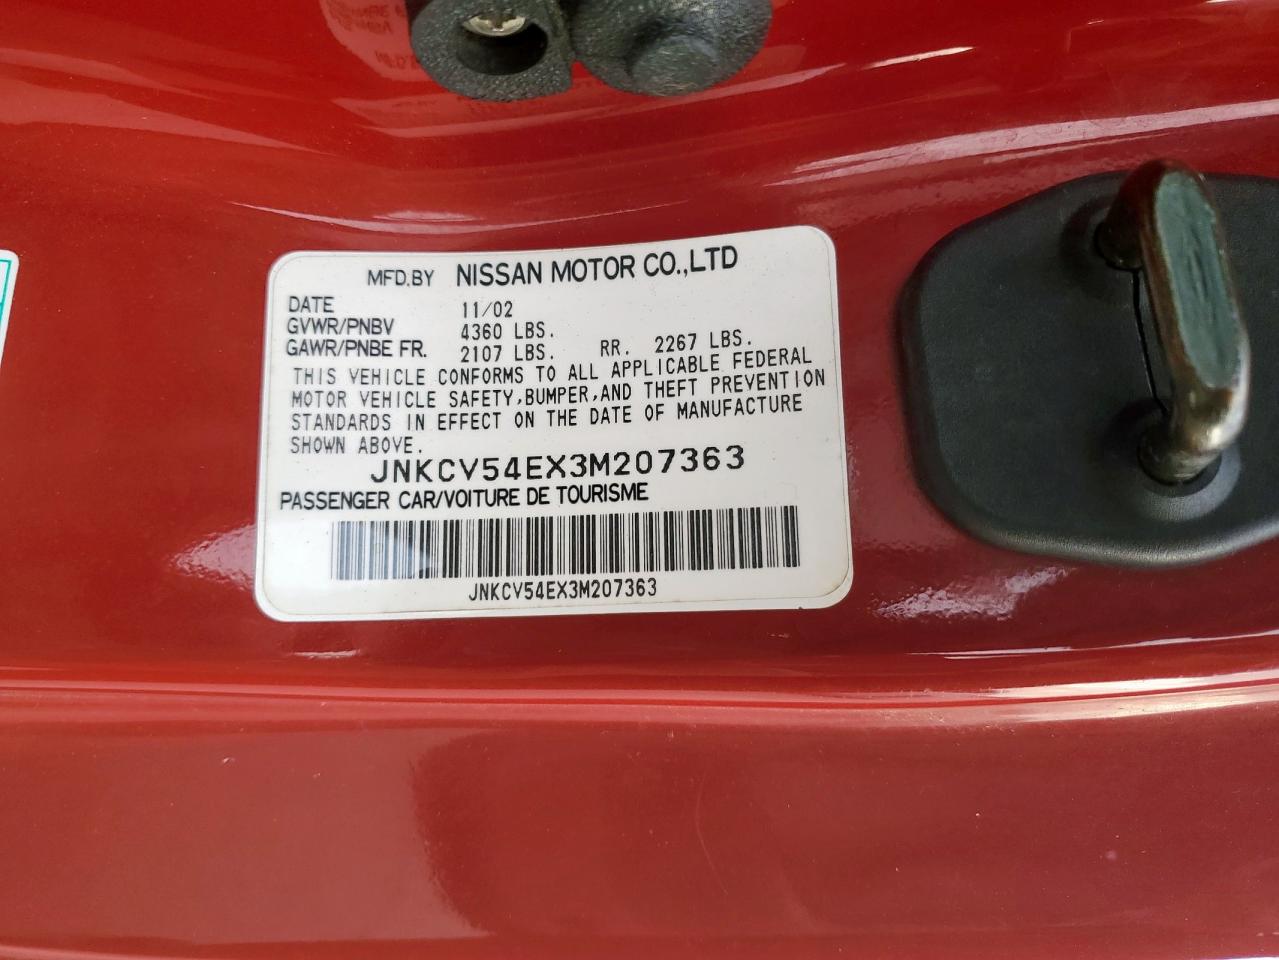 MFD.BY NISSAN MOTOR CO.,LTD
DATE 11/02
GVWR/PNBV 4360 LBS.
GAWR/PNBE FR. 2107 LBS. RR. 2267 LBS.
THIS VEHICLE CONFORMS TO ALL APPLICABLE FEDERAL
MOTOR VEHICLE SAFETY,BUMPER,AND THEFT PREVENTION
STANDARDS IN EFFECT ON THE DATE OF MANUFACTURE
SHOWN ABOVE.
JNKCV54EX3M207363
PASSENGER CAR/VOITURE DE TOURISME
JNKCV54EX3M207363